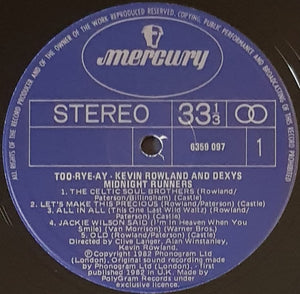 ALL RIGHTS OF THE RECORD PRODUCER AND OF THE OWNER OF THE WORK REPRODUCED RESERVED. COPYING, PUBLIC PERFORMANCE AND BROADCASTING OF THIS RECORD PROHIBITED.
mercury
STEREO 33 1/3
6359 097
1
TOO-RYE-AY - KEVIN ROWLAND AND DEXYS
MIDNIGHT RUNNERS
1. THE CELTIC SOUL BROTHERS (Rowland/
Paterson/Billingham) (Castle)
2. LET'S MAKE THIS PRECIOUS (Rowland/Paterson) (Castle)
3. ALL IN ALL (This One Last Wild Waltz) (Rowland/
Paterson) (Castle)
4. JACKIE WILSON SAID (I'm In Heaven When You
Smile) (Van Morrison) (Warner Bros.)
5. OLD (Rowland/Paterson) (Castle)
Directed by Clive Langer, Alan Winstanley,
Kevin Rowland.
Ⓟ Copyright 1982 Phonogram Ltd
(London). Original sound recording made
by Phonogram Ltd (London). - first
published 1982 in U.K. Made by
PolyGram Records under
exclusive licence.